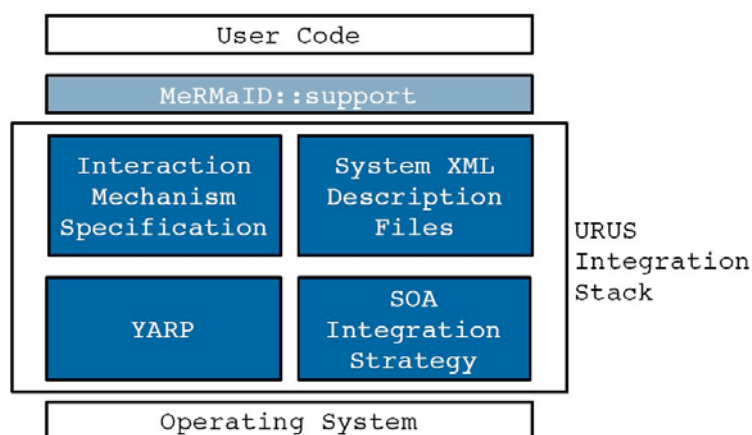 User Code
MeRMaID::support
Interaction
Mechanism
Specification
System XML
Description
Files
URUS
Integration
Stack
YARP
SOA
Integration
Strategy
Operating System